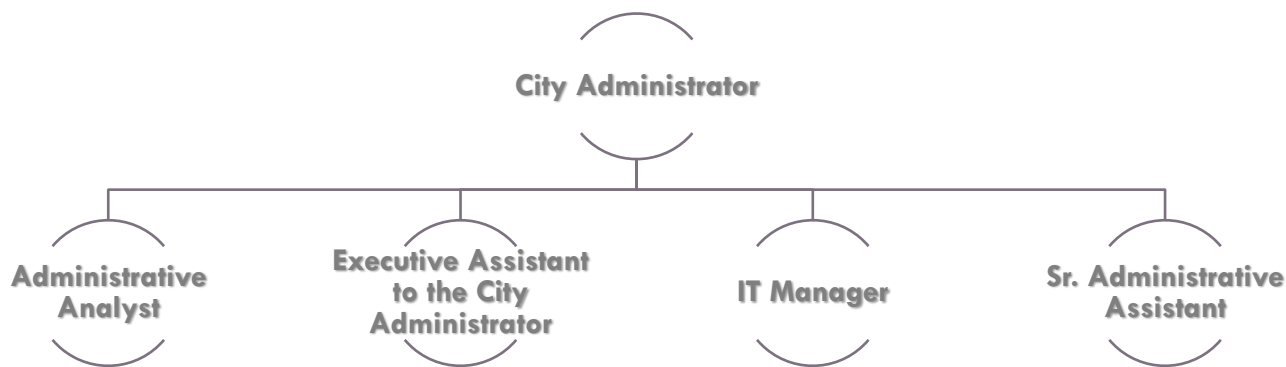 City Administrator
Administrative
Analyst
Executive Assistant
to the City
Administrator
IT Manager
Sr. Administrative
Assistant